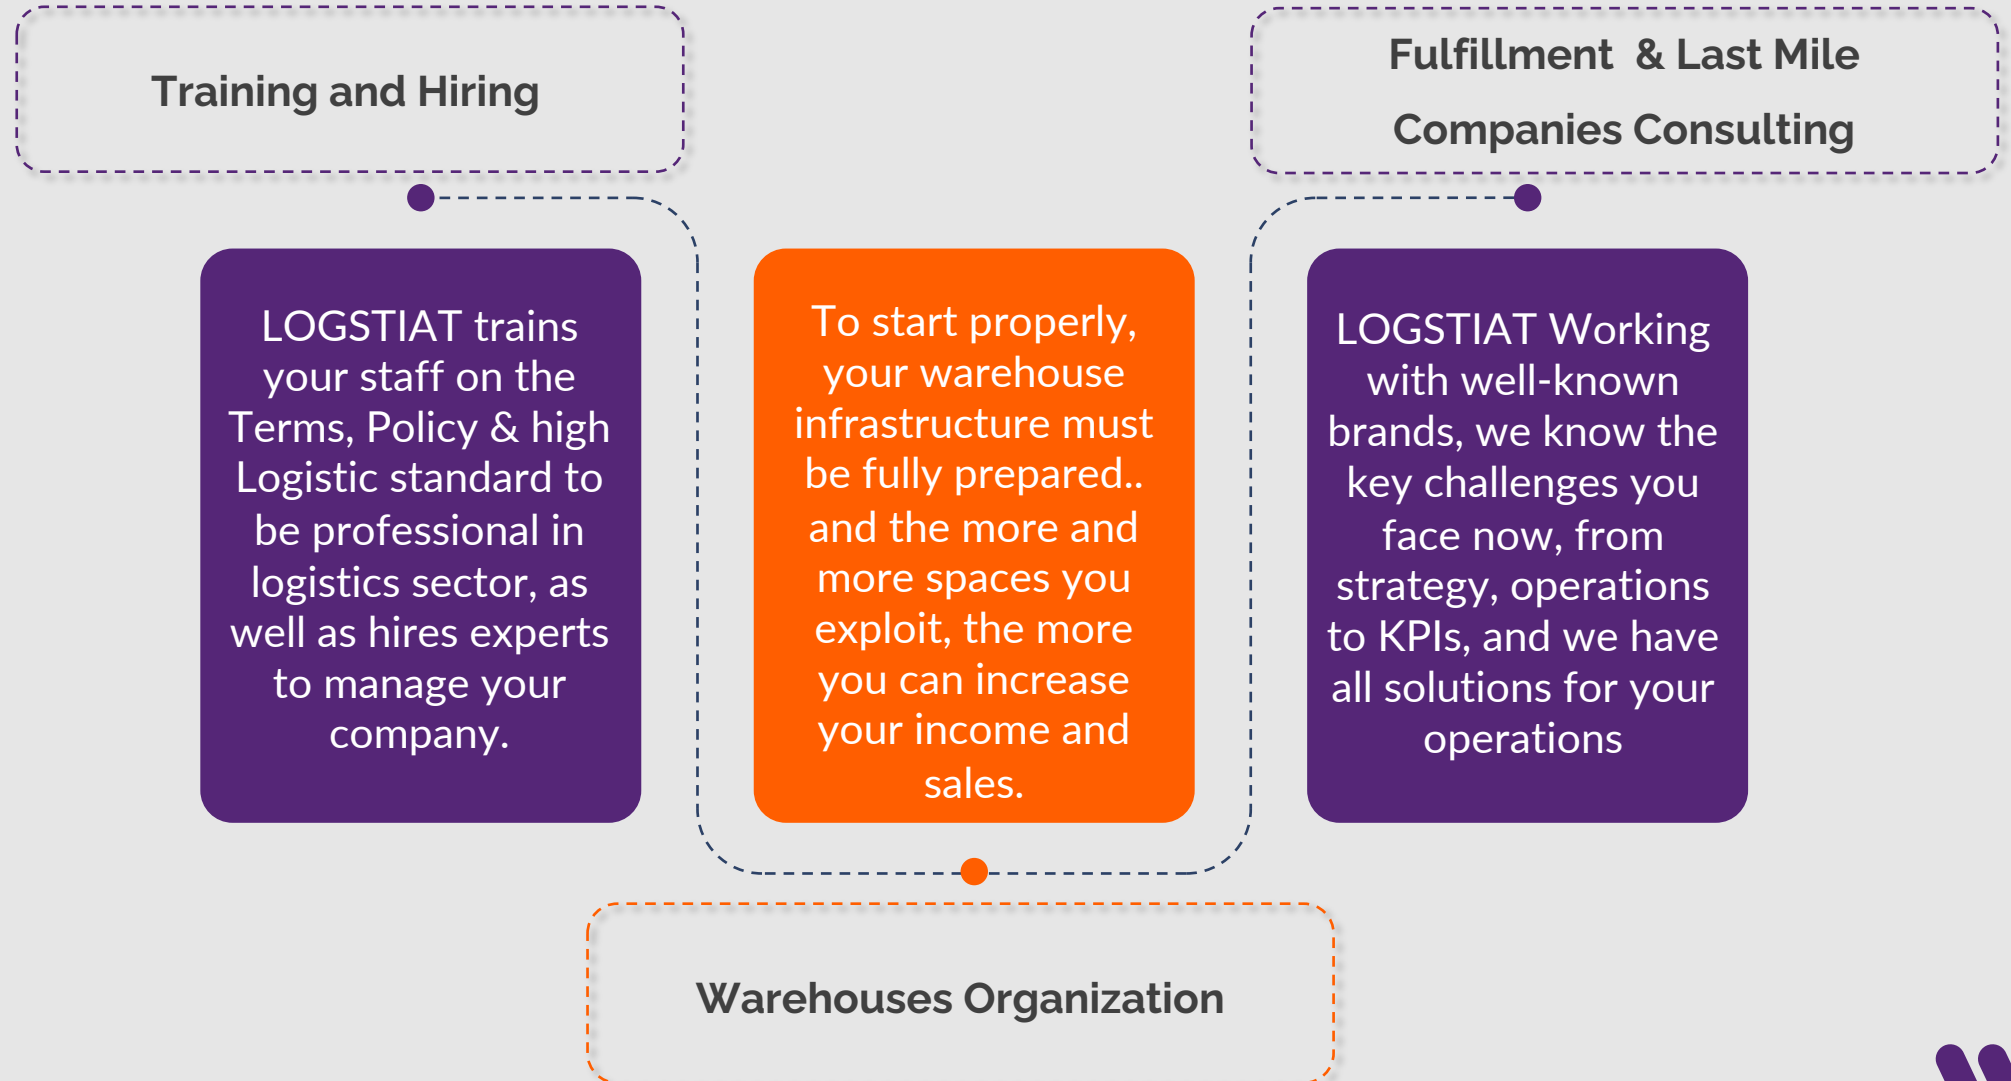 Training and Hiring
LOGSTIAT trains
your staff on the
Terms, Policy & high
Logistic standard to
be professional in
logistics sector, as
well as hires experts
to manage your
company.
To start properly,
your warehouse
infrastructure must
be fully prepared..
and the more and
more spaces you
exploit, the more
you can increase
your income and
sales.
Warehouses Organization
Fulfillment & Last Mile
Companies Consulting
LOGSTIAT Working
with well-known
brands, we know the
key challenges you
face now, from
strategy, operations
to KPIs, and we have
all solutions for your
operations